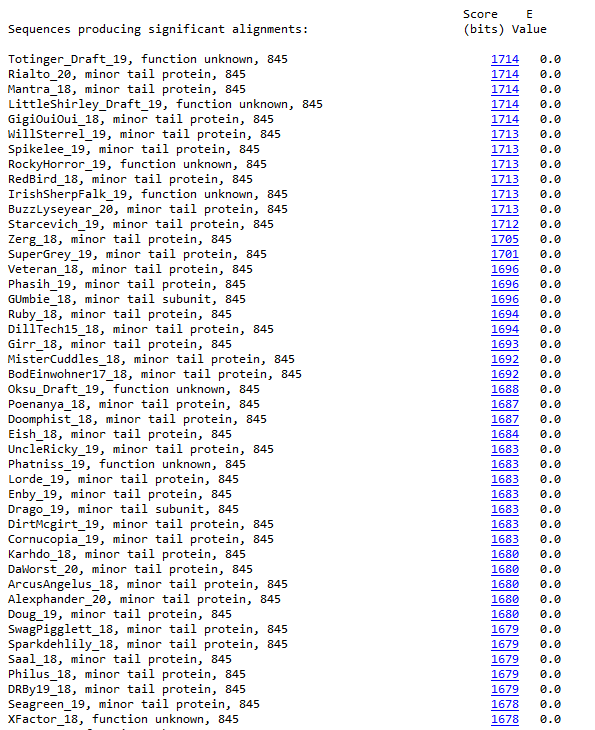 Score E
Sequences producing significant alignments: (bits) Value
Totinger_Draft_19, function unknown, 845 1714 0.0
Rialto_20, minor tail protein, 845 1714 0.0
Mantra_18, minor tail protein, 845 1714 0.0
LittleShirley_Draft_19, function unknown, 845 1714 0.0
GigiOuiOui_18, minor tail protein, 845 1714 0.0
WillSterrel_19, minor tail protein, 845 1713 0.0
Spikelee_19, minor tail protein, 845 1713 0.0
RockyHorror_19, function unknown, 845 1713 0.0
RedBird_18, minor tail protein, 845 1713 0.0
IrishSherpFalk_19, function unknown, 845 1713 0.0
BuzzLyseyear_20, minor tail protein, 845 1713 0.0
Starcevich_19, minor tail protein, 845 1712 0.0
Zerg_18, minor tail protein, 845 1705 0.0
SuperGrey_19, minor tail protein, 845 1701 0.0
Veteran_18, minor tail protein, 845 1696 0.0
Phasih_19, minor tail protein, 845 1696 0.0
GUmbie_18, minor tail subunit, 845 1696 0.0
Ruby_18, minor tail protein, 845 1694 0.0
DillTech15_18, minor tail protein, 845 1694 0.0
Girr_18, minor tail protein, 845 1693 0.0
MisterCuddles_18, minor tail protein, 845 1692 0.0
BodEinwohner17_18, minor tail protein, 845 1692 0.0
Oksu_Draft_19, function unknown, 845 1688 0.0
Poenanya_18, minor tail protein, 845 1687 0.0
Doomphist_18, minor tail protein, 845 1687 0.0
Eish_18, minor tail protein, 845 1684 0.0
UncleRicky_19, minor tail protein, 845 1683 0.0
Phatniss_19, function unknown, 845 1683 0.0
Lorde_19, minor tail protein, 845 1683 0.0
Enby_19, minor tail protein, 845 1683 0.0
Drago_19, minor tail subunit, 845 1683 0.0
DirtMcgirt_19, minor tail protein, 845 1683 0.0
Cornucopia_19, minor tail protein, 845 1683 0.0
Karhdo_18, minor tail protein, 845 1680 0.0
DaWorst_20, minor tail protein, 845 1680 0.0
ArcusAngelus_18, minor tail protein, 845 1680 0.0
Alexphander_20, minor tail protein, 845 1680 0.0
Doug_19, minor tail protein, 845 1680 0.0
SwagPigglett_18, minor tail protein, 845 1679 0.0
Sparkdehlily_18, minor tail protein, 845 1679 0.0
Saal_18, minor tail protein, 845 1679 0.0
Philus_18, minor tail protein, 845 1679 0.0
DRBy19_18, minor tail protein, 845 1679 0.0
Seagreen_19, minor tail protein, 845 1678 0.0
XFactor_18, function unknown, 845 1678 0.0